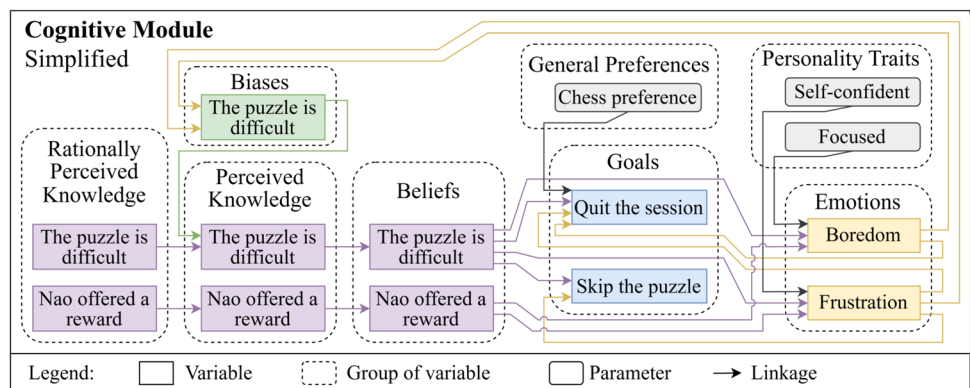 Cognitive Module
Simplified
Biases
The puzzle is
difficult
General Preferences
Chess preference
Personality Traits
Self-confident
Focused
Rationally
Perceived
Knowledge
The puzzle is
difficult
Nao offered a
reward
Perceived
Knowledge
The puzzle is
difficult
Nao offered a
reward
Beliefs
The puzzle is
difficult
Nao offered a
reward
Goals
Quit the session
Skip the puzzle
Emotions
Boredom
Frustration
Legend:
Variable
Group of variable
Parameter
Linkage